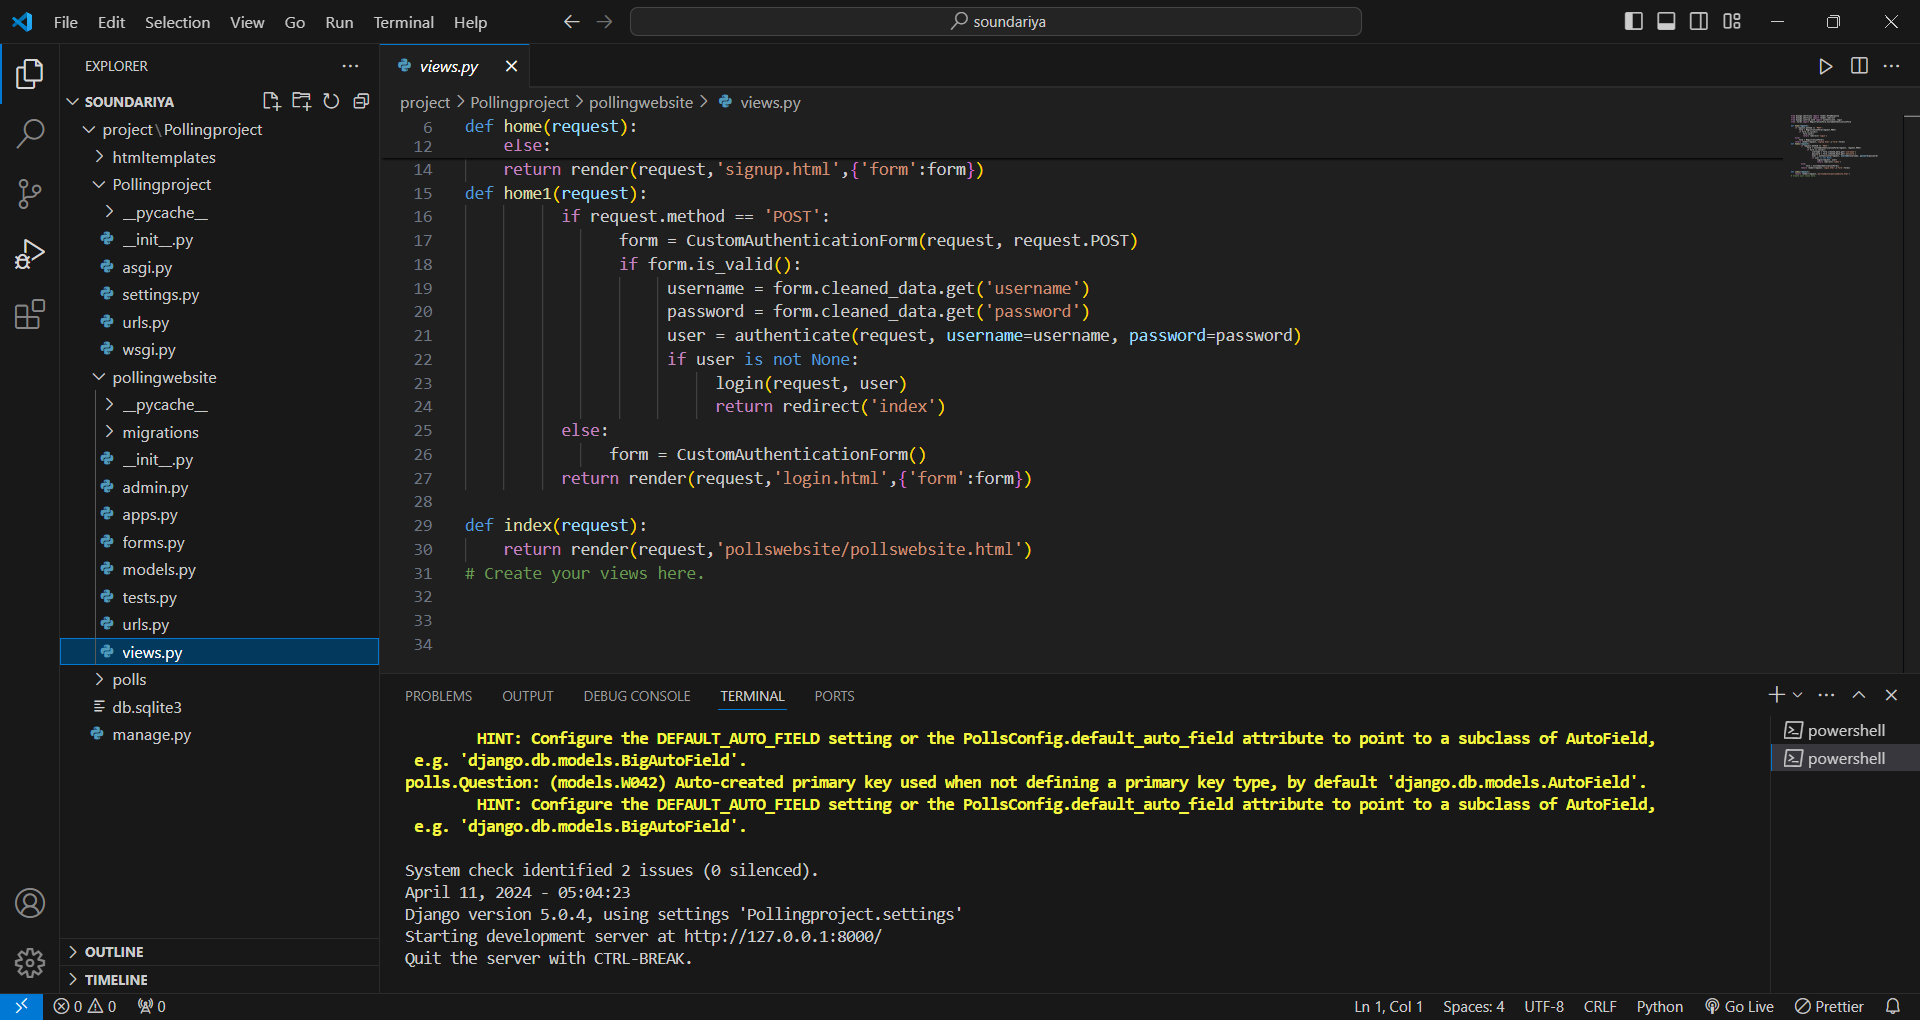 File Edit Selection View Go Run Terminal Help
soundariya
EXPLORER
SOUNDARIYA
project\Pollingproject
htmltemplates
Pollingproject
__pycache__
__init__.py
asgi.py
settings.py
urls.py
wsgi.py
pollingwebsite
__pycache__
migrations
__init__.py
admin.py
apps.py
forms.py
models.py
tests.py
urls.py
views.py
polls
db.sqlite3
manage.py
OUTLINE
TIMELINE
views.py
project > Pollingproject > pollingwebsite > views.py
6 def home(request):
12 else:
14 return render(request,'signup.html',{'form':form})
15 def home1(request):
16 if request.method == 'POST':
17 form = CustomAuthenticationForm(request, request.POST)
18 if form.is_valid():
19 username = form.cleaned_data.get('username')
20 password = form.cleaned_data.get('password')
21 user = authenticate(request, username=username, password=password)
22 if user is not None:
23 login(request, user)
24 return redirect('index')
25 else:
26 form = CustomAuthenticationForm()
27 return render(request,'login.html',{'form':form})
28
29 def index(request):
30 return render(request,'pollswebsite/pollswebsite.html')
31 # Create your views here.
32
33
34
PROBLEMS OUTPUT DEBUG CONSOLE TERMINAL PORTS
HINT: Configure the DEFAULT_AUTO_FIELD setting or the PollsConfig.default_auto_field attribute to point to a subclass of AutoField,
e.g. 'django.db.models.BigAutoField'.
polls.Question: (models.W042) Auto-created primary key used when not defining a primary key type, by default 'django.db.models.AutoField'.
HINT: Configure the DEFAULT_AUTO_FIELD setting or the PollsConfig.default_auto_field attribute to point to a subclass of AutoField,
e.g. 'django.db.models.BigAutoField'.
System check identified 2 issues (0 silenced).
April 11, 2024 - 05:04:23
Django version 5.0.4, using settings 'Pollingproject.settings'
Starting development server at http://127.0.0.1:8000/
Quit the server with CTRL-BREAK.
powershell
powershell
0 0 0
Ln 1, Col 1 Spaces: 4 UTF-8 CRLF Python Go Live Prettier